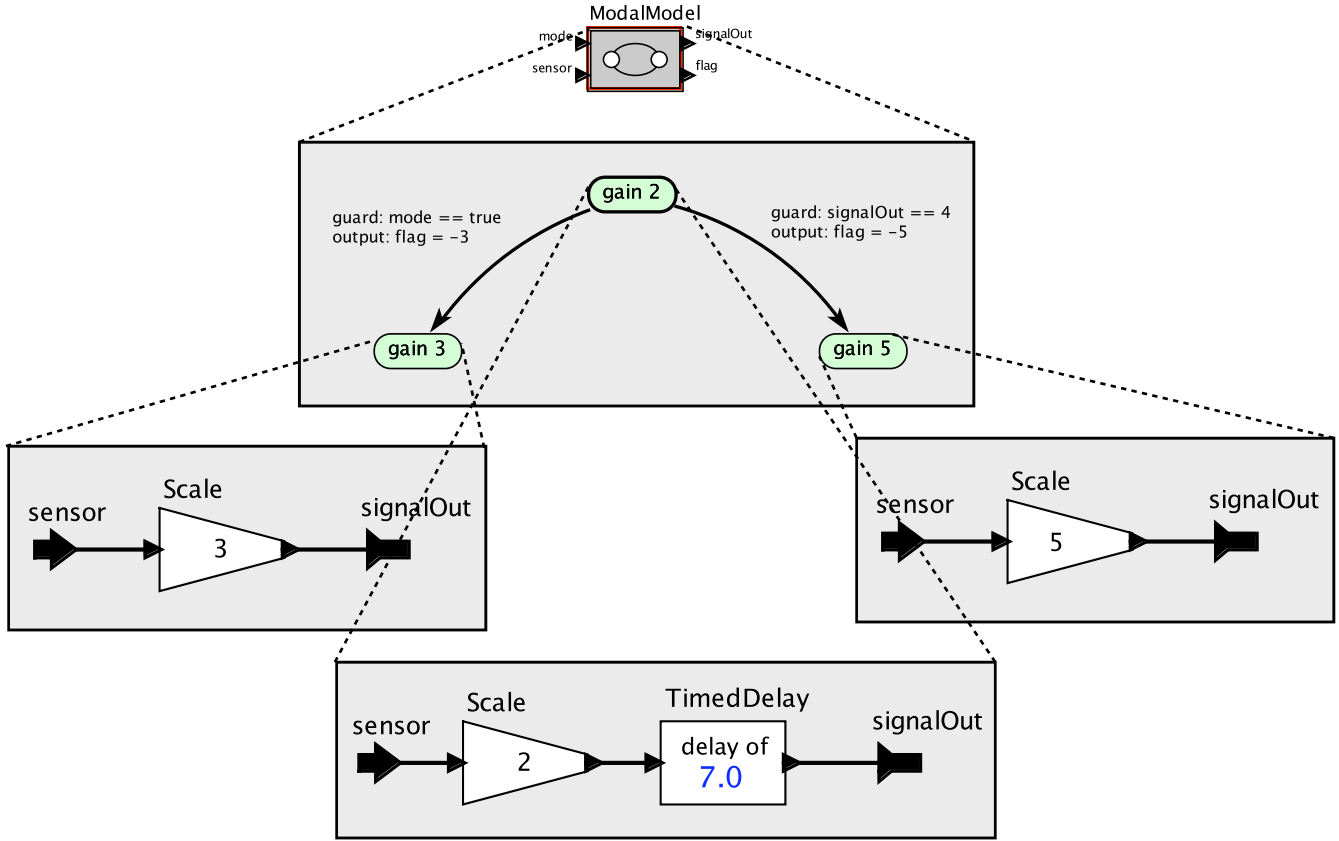 ModalModel
mode
signalOut
sensor
flag
gain 2
guard: mode == true
output: flag = −3
guard: signalOut == 4
output: flag = −5
gain 3
gain 5
Scale
sensor
3
signalOut
Scale
sensor
5
signalOut
Scale
TimedDelay
sensor
2
delay of
7.0
signalOut